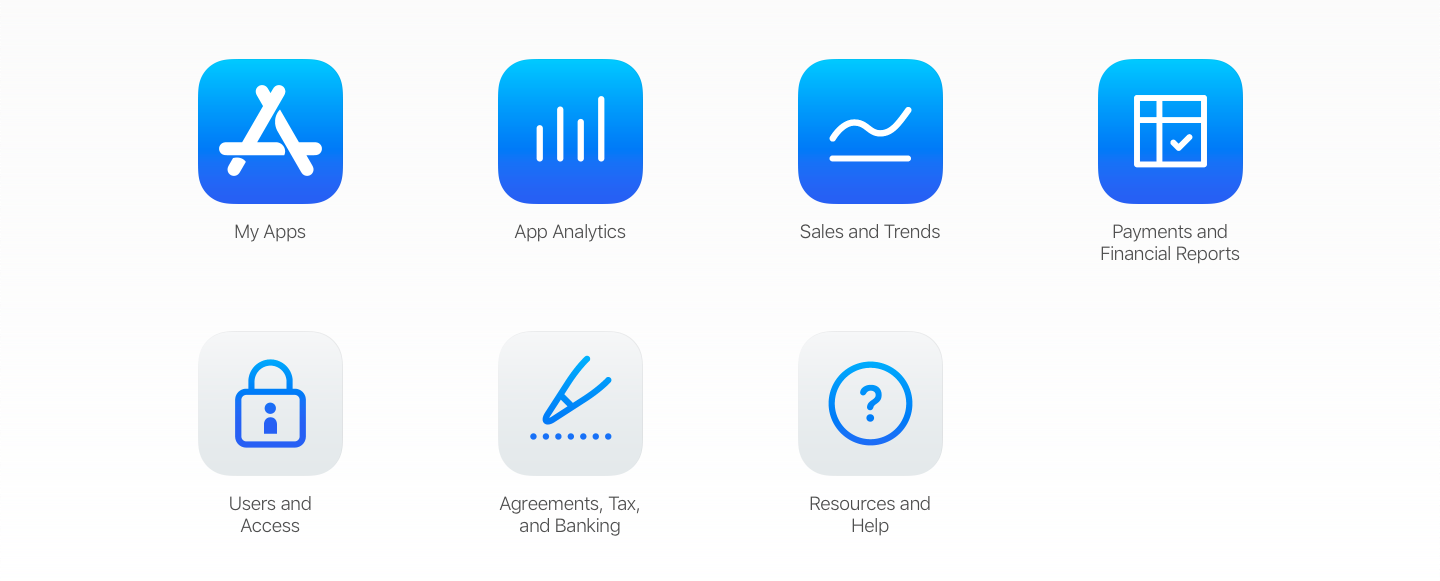 My Apps
App Analytics
Sales and Trends
Payments and
Financial Reports
Users and
Access
Agreements, Tax,
and Banking
Resources and
Help